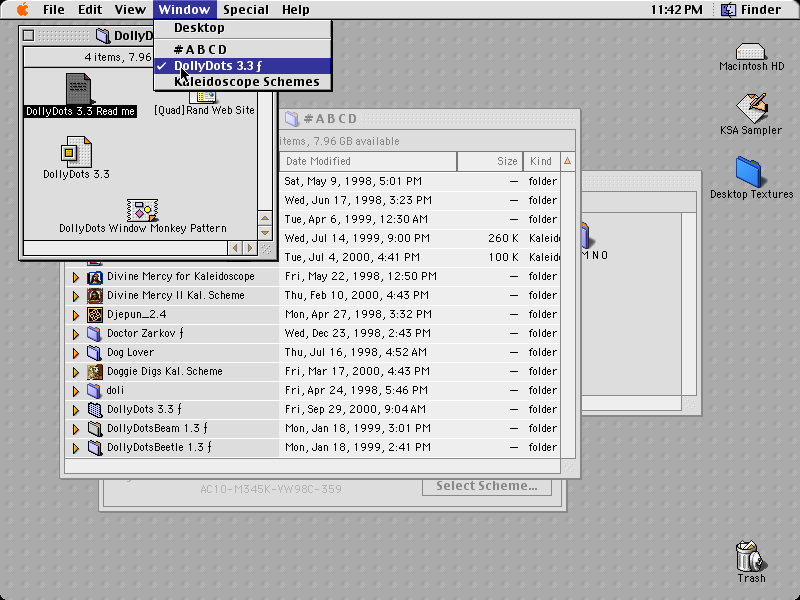 File Edit View Window Special Help 11:42 PM Finder
Desktop
#ABCD
✓ DollyDots 3.3 ƒ
Kaleidoscope Schemes
DollyD
4 items, 7.96
DollyDots 3.3 Read me
[Quad]Rand Web Site
DollyDots 3.3
DollyDots Window Monkey Pattern
#ABCD
items, 7.96 GB available
Date Modified Size Kind
Sat, May 9, 1998, 5:01 PM — folder
Wed, Jun 17, 1998, 3:23 PM — folder
Tue, Apr 6, 1999, 12:30 AM — folder
Wed, Jul 14, 1999, 9:00 PM 260 K Kaleid
Tue, Jul 4, 2000, 4:41 PM 100 K Kaleid
Divine Mercy for Kaleidoscope Fri, May 22, 1998, 12:50 PM — folder
Divine Mercy II Kal. Scheme Thu, Feb 10, 2000, 4:43 PM — folder
Djepun_2.4 Mon, Apr 27, 1998, 3:32 PM — folder
Doctor Zarkov ƒ Wed, Dec 23, 1998, 2:43 PM — folder
Dog Lover Thu, Jul 16, 1998, 4:52 AM — folder
Doggie Digs Kal. Scheme Fri, Mar 17, 2000, 4:43 PM — folder
doli Fri, Apr 24, 1998, 5:46 PM — folder
DollyDots 3.3 ƒ Fri, Sep 29, 2000, 9:04 AM — folder
DollyDotsBeam 1.3 ƒ Mon, Jan 18, 1999, 3:01 PM — folder
DollyDotsBeetle 1.3 ƒ Mon, Jan 18, 1999, 2:41 PM — folder
MNO
AC10-M345K-VW98C-359
Select Scheme...
Macintosh HD
KSA Sampler
Desktop Textures
Trash